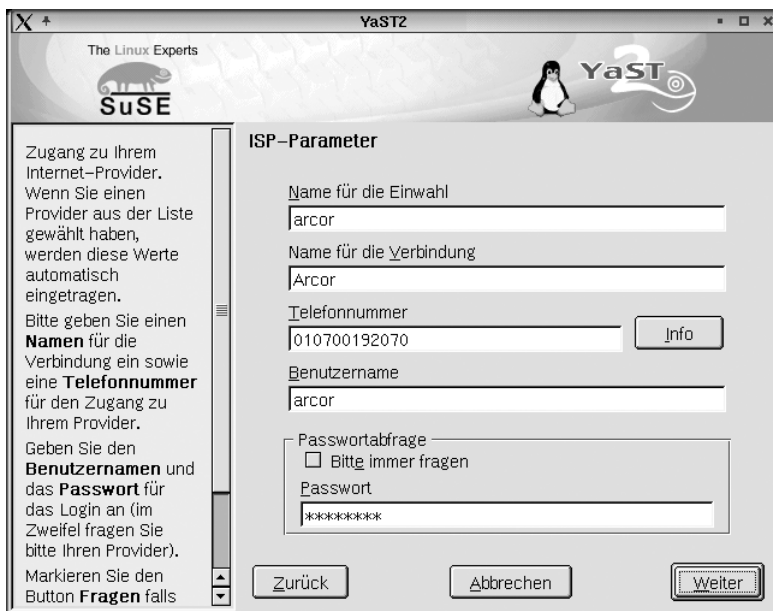 YaST2
The Linux Experts
SuSE
YaST
2
Zugang zu Ihrem
Internet-Provider.
Wenn Sie einen
Provider aus der Liste
gewählt haben,
werden diese Werte
automatisch
eingetragen.
Bitte geben Sie einen
Namen für die
Verbindung ein sowie
eine Telefonnummer
für den Zugang zu
Ihrem Provider.
Geben Sie den
Benutzernamen und
das Passwort für
das Login an (im
Zweifel fragen Sie
bitte Ihren Provider).
Markieren Sie den
Button Fragen falls
ISP-Parameter
Name für die Einwahl
arcor
Name für die Verbindung
Arcor
Telefonnummer
010700192070
Info
Benutzername
arcor
Passwortabfrage
Bitte immer fragen
Passwort
********
Zurück
Abbrechen
Weiter